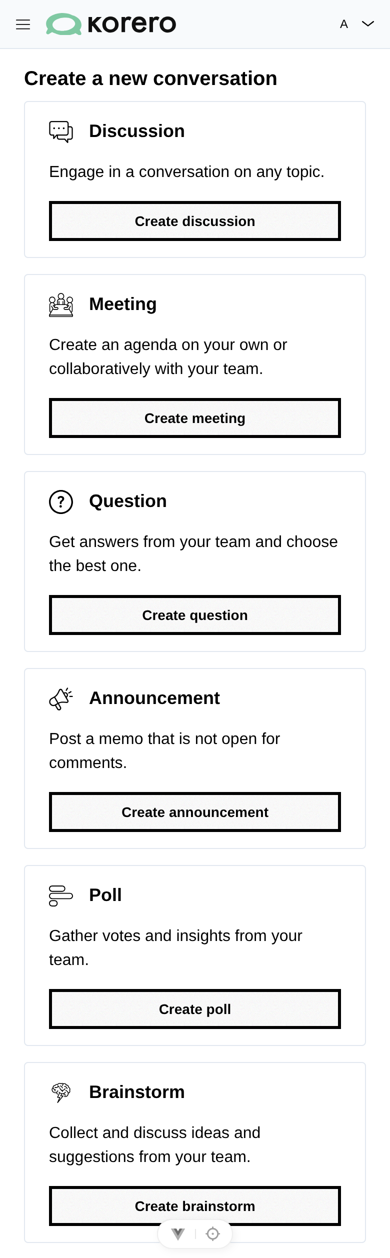 korero
A
Create a new conversation
Discussion
Engage in a conversation on any topic.
Create discussion
Meeting
Create an agenda on your own or
collaboratively with your team.
Create meeting
?
Question
Get answers from your team and choose
the best one.
Create question
Announcement
Post a memo that is not open for
comments.
Create announcement
Poll
Gather votes and insights from your
team.
Create poll
Brainstorm
Collect and discuss ideas and
suggestions from your team.
Create brainstorm